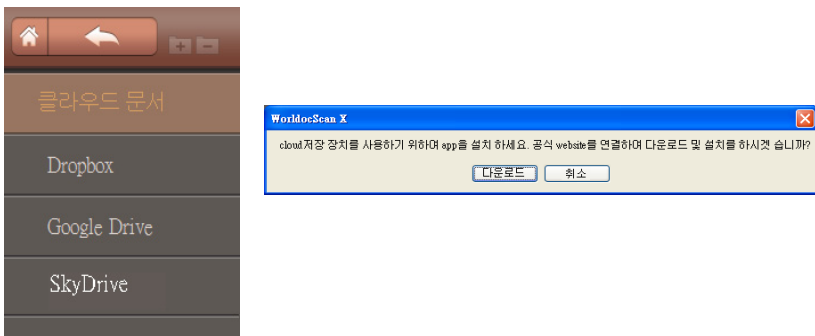 클라우드 문서
Dropbox
Google Drive
SkyDrive
WorldocScan X
cloud저장 장치를 사용하기 위하여 app을 설치 하세요. 공식 website를 연결하여 다운로드 및 설치를 하시겟 습니까?
다운로드 취소